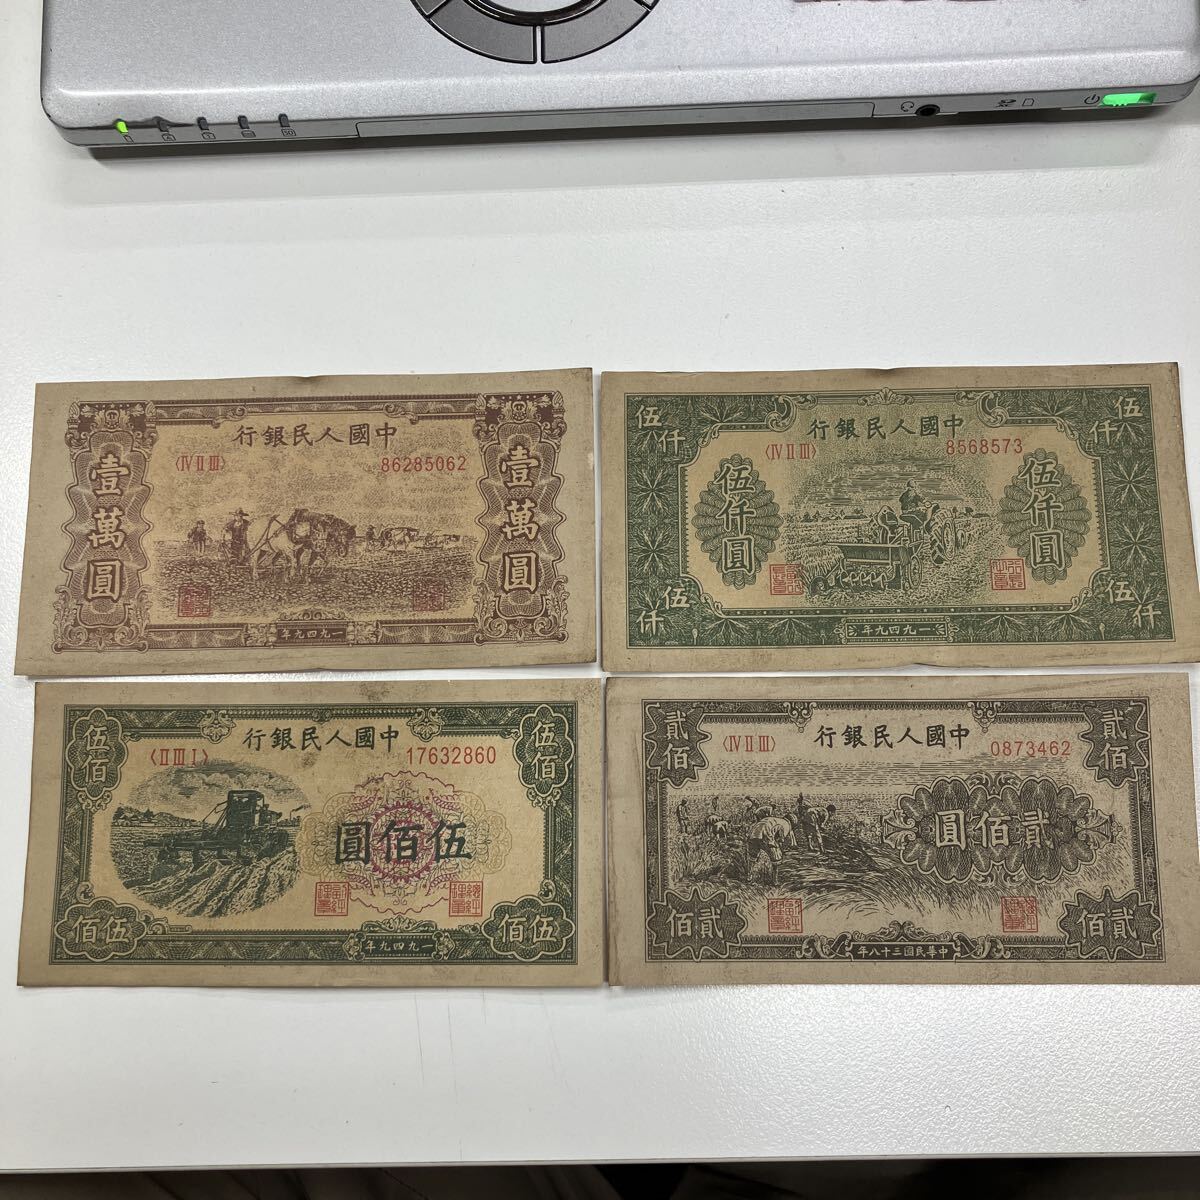 行銀民人國中
〈IV II III〉
86285062
壹萬圓
壹萬圓
年九四九一
行銀民人國中
〈IV II III〉
8568573
伍仟
伍仟
伍仟圓
伍仟圓
伍仟
伍仟
年九四九一
行銀民人國中
〈II III I〉
17632860
伍佰
伍佰
圓佰伍
佰伍
佰伍
年九四九一
行銀民人國中
〈IV II III〉
0873462
貳佰
貳佰
圓佰貳
佰貳
佰貳
年八十三國民華中